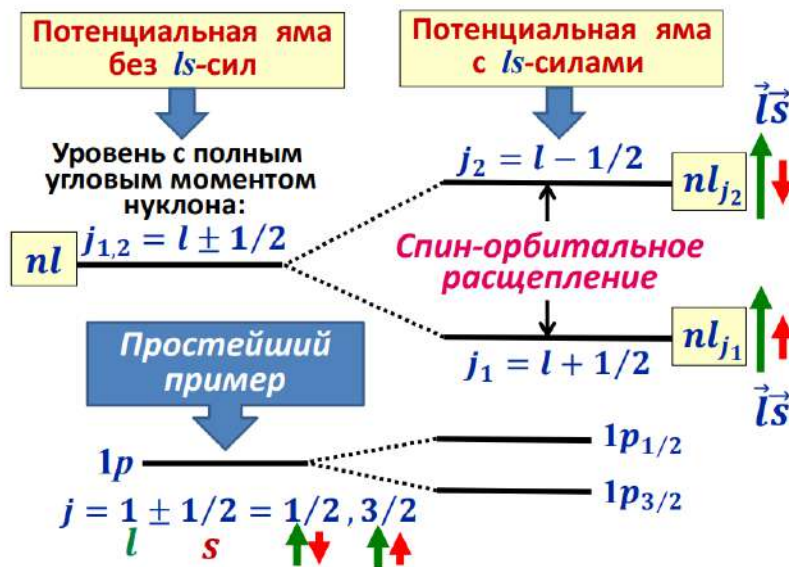 Потенциальная яма
без ls-сил
Потенциальная яма
с ls-силами
Уровень с полным
угловым моментом
нуклона:
nl
j₁,₂ = l ± 1/2
l⃗s⃗
j₂ = l − 1/2
nlⱼ₂
Спин-орбитальное
расщепление
nlⱼ₁
j₁ = l + 1/2
l⃗s⃗
Простейший
пример
1p
1p₁/₂
1p₃/₂
j = 1 ± 1/2 = 1/2, 3/2
l s